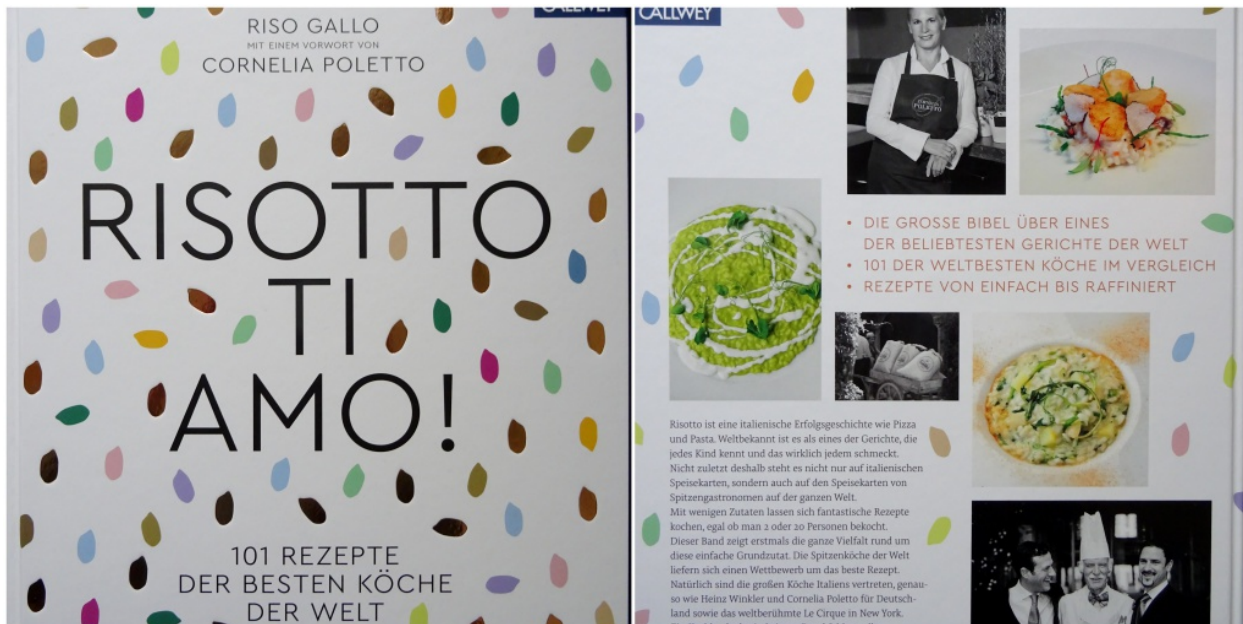 CALLWEY
RISO GALLO
MIT EINEM VORWORT VON
CORNELIA POLETTO
RISOTTO
TI
AMO!
101 REZEPTE
DER BESTEN KÖCHE
DER WELT
CALLWEY
POLETTO
• DIE GROSSE BIBEL ÜBER EINES
DER BELIEBTESTEN GERICHTE DER WELT
• 101 DER WELTBESTEN KÖCHE IM VERGLEICH
• REZEPTE VON EINFACH BIS RAFFINIERT
Risotto ist eine italienische Erfolgsgeschichte wie Pizza
und Pasta. Weltbekannt ist es als eines der Gerichte, die
jedes Kind kennt und das wirklich jedem schmeckt.
Nicht zuletzt deshalb steht es nicht nur auf italienischen
Speisekarten, sondern auch auf den Speisekarten von
Spitzengastronomen auf der ganzen Welt.
Mit wenigen Zutaten lassen sich fantastische Rezepte
kochen, egal ob man 2 oder 20 Personen bekocht.
Dieser Band zeigt erstmals die ganze Vielfalt rund um
diese einfache Grundzutat. Die Spitzenköche der Welt
liefern sich einen Wettbewerb um das beste Rezept.
Natürlich sind die großen Köche Italiens vertreten, genau-
so wie Heinz Winkler und Cornelia Poletto für Deutsch-
land sowie das weltberühmte Le Cirque in New York.